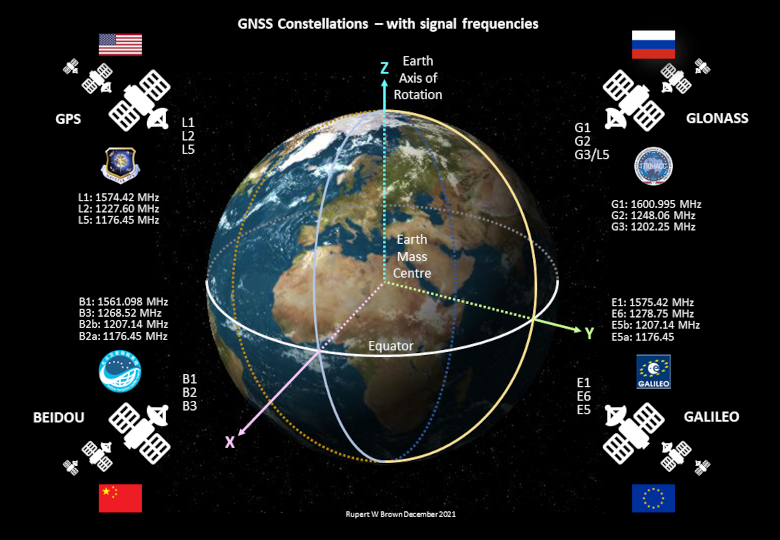 GNSS Constellations – with signal frequencies
Z
Earth
Axis of
Rotation
GPS
L1
L2
L5
L1: 1574.42 MHz
L2: 1227.60 MHz
L5: 1176.45 MHz
GLONASS
G1
G2
G3/L5
G1: 1600.995 MHz
G2: 1248.06 MHz
G3: 1202.25 MHz
Earth
Mass
Centre
Equator
X
Y
B1: 1561.098 MHz
B3: 1268.52 MHz
B2b: 1207.14 MHz
B2a: 1176.45 MHz
BEIDOU
B1
B2
B3
E1: 1575.42 MHz
E6: 1278.75 MHz
E5b: 1207.14 MHz
E5a: 1176.45
GALILEO
E1
E6
E5
GALILEO
Rupert W Brown December 2021